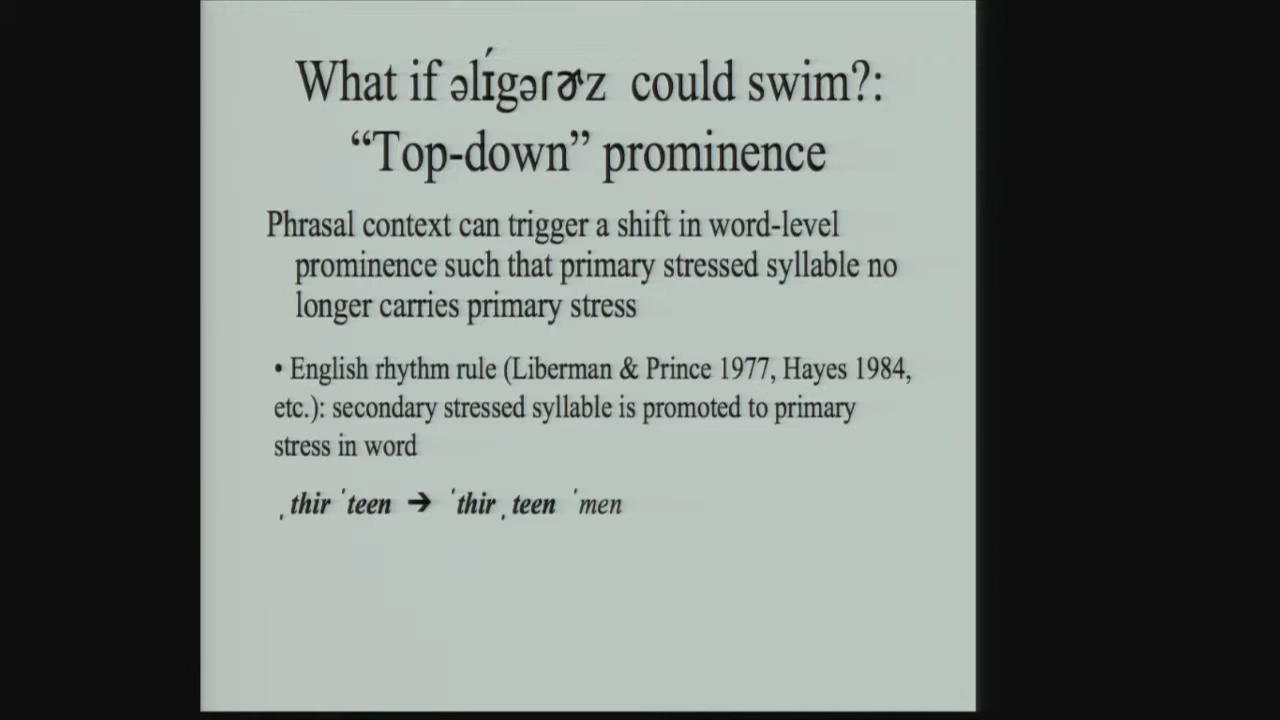 What if əlɪ́gəɾɚz could swim?:
“Top-down” prominence
Phrasal context can trigger a shift in word-level
prominence such that primary stressed syllable no
longer carries primary stress
• English rhythm rule (Liberman & Prince 1977, Hayes 1984,
etc.): secondary stressed syllable is promoted to primary
stress in word
ˌthir ˈteen ➔ ˈthir ˌteen ˈmen